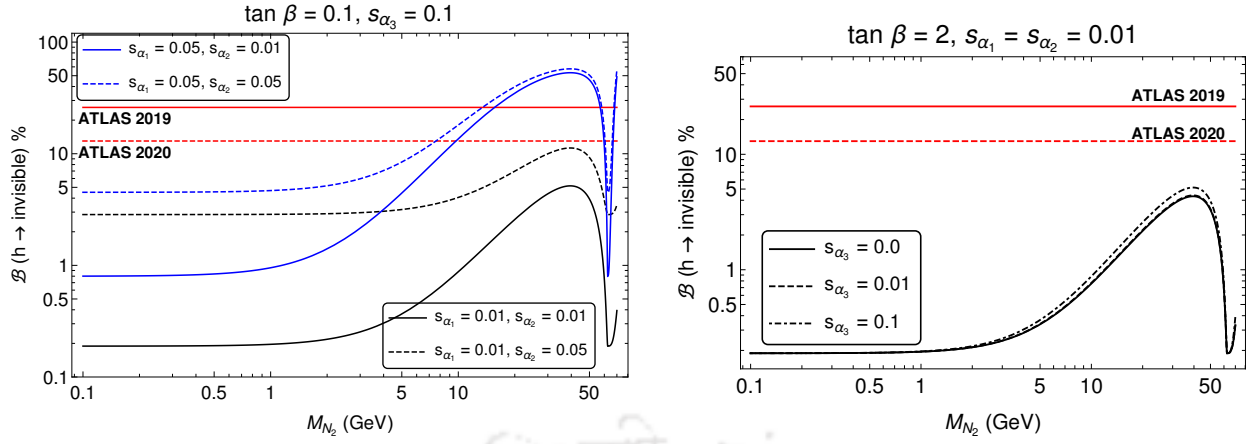 tan β = 0.1, s_α₃ = 0.1
100
50
10
5
1
0.5
0.1
ℬ (h → invisible) %
s_α₁ = 0.05, s_α₂ = 0.01
s_α₁ = 0.05, s_α₂ = 0.05
ATLAS 2019
ATLAS 2020
s_α₁ = 0.01, s_α₂ = 0.01
s_α₁ = 0.01, s_α₂ = 0.05
0.1 0.5 1 5 10 50
M_N₂ (GeV)
tan β = 2, s_α₁ = s_α₂ = 0.01
50
10
5
1
0.5
ℬ (h → invisible) %
ATLAS 2019
ATLAS 2020
s_α₃ = 0.0
s_α₃ = 0.01
s_α₃ = 0.1
0.1 0.5 1 5 10 50
M_N₂ (GeV)